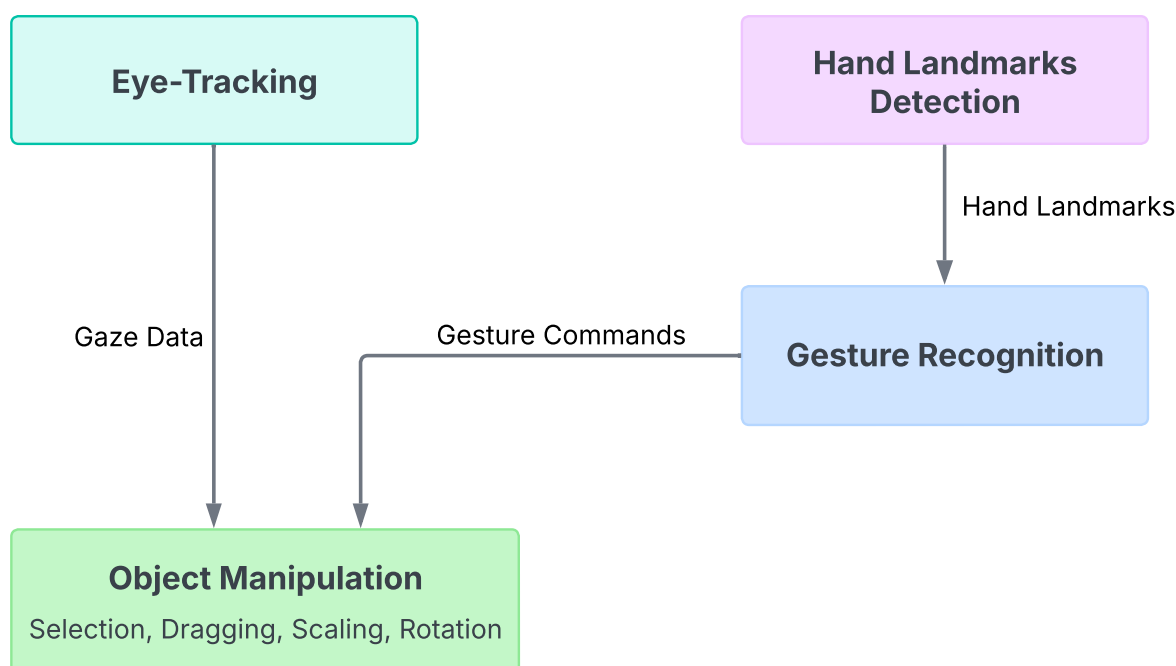 Eye-Tracking
Hand Landmarks
Detection
Hand Landmarks
Gaze Data
Gesture Commands
Gesture Recognition
Object Manipulation
Selection, Dragging, Scaling, Rotation